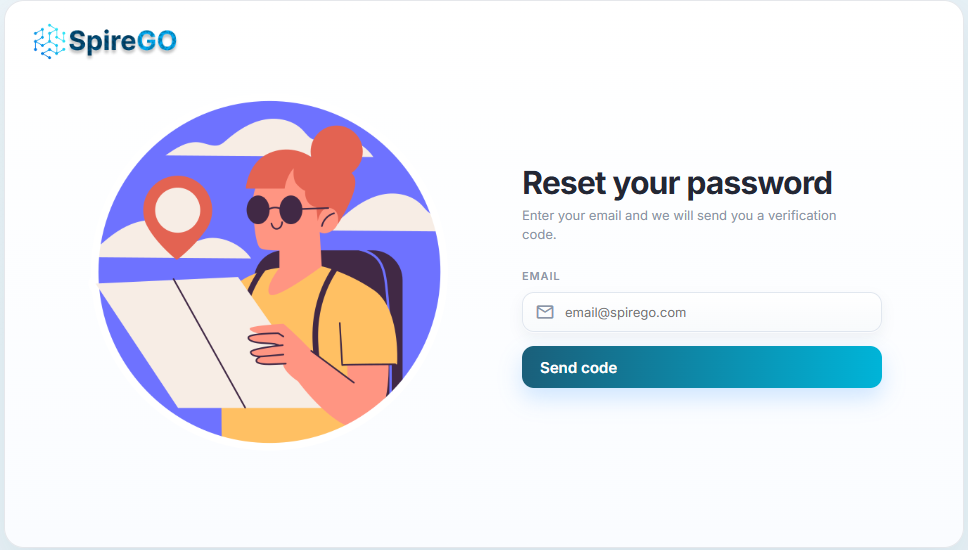 SpireGO
Reset your password
Enter your email and we will send you a verification
code.
EMAIL
email@spirego.com
Send code